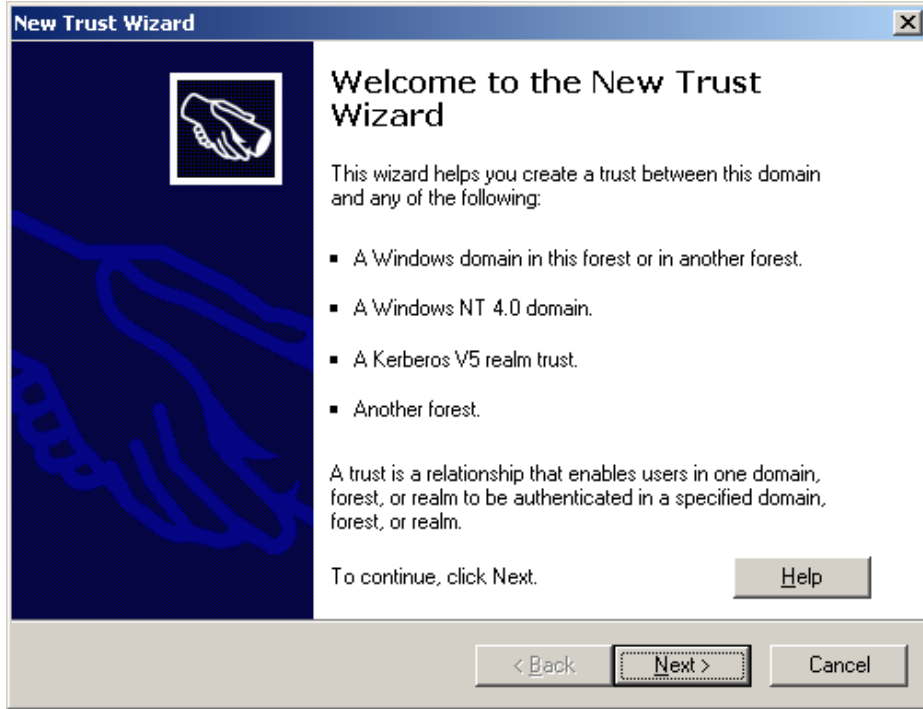 New Trust Wizard
Welcome to the New Trust
Wizard
This wizard helps you create a trust between this domain
and any of the following:
▪ A Windows domain in this forest or in another forest.
▪ A Windows NT 4.0 domain.
▪ A Kerberos V5 realm trust.
▪ Another forest.
A trust is a relationship that enables users in one domain,
forest, or realm to be authenticated in a specified domain,
forest, or realm.
To continue, click Next.
Help
< Back
Next >
Cancel